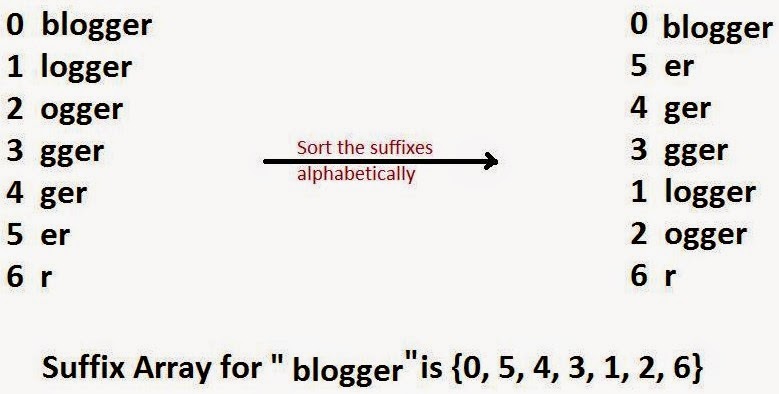 0 blogger
1 logger
2 ogger
3 gger
4 ger
5 er
6 r
Sort the suffixes
alphabetically
0 blogger
5 er
4 ger
3 gger
1 logger
2 ogger
6 r
Suffix Array for " blogger" is {0, 5, 4, 3, 1, 2, 6}